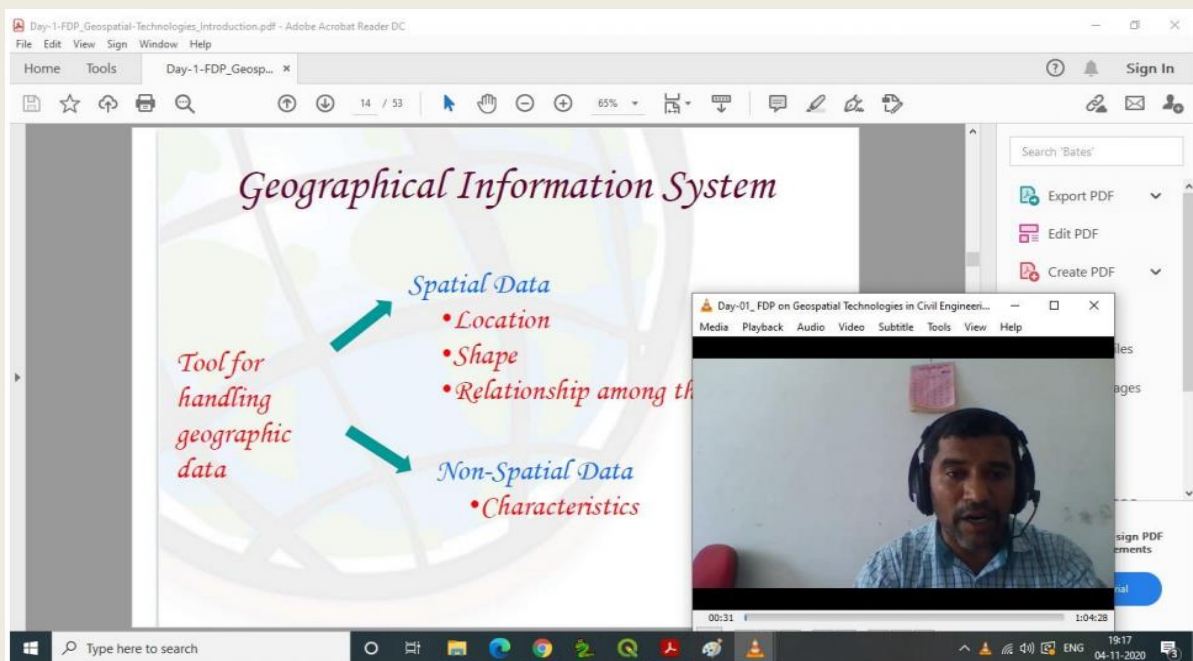 Day-1-FDP_Geospatial-Technologies_Introduction.pdf - Adobe Acrobat Reader DC
File Edit View Sign Window Help
Home Tools Day-1-FDP_Geosp... × Sign In
14 / 53 65%
Search 'Bates'
Export PDF
Edit PDF
Create PDF
Geographical Information System
Spatial Data
•Location
•Shape
•Relationship among th
Tool for
handling
geographic
data
Non-Spatial Data
•Characteristics
Day-01_ FDP on Geospatial Technologies in Civil Engineeri...
Media Playback Audio Video Subtitle Tools View Help
00:31 1:04:28
iles
ages
sign PDF
ements
ial
Type here to search
ENG
19:17
04-11-2020
3